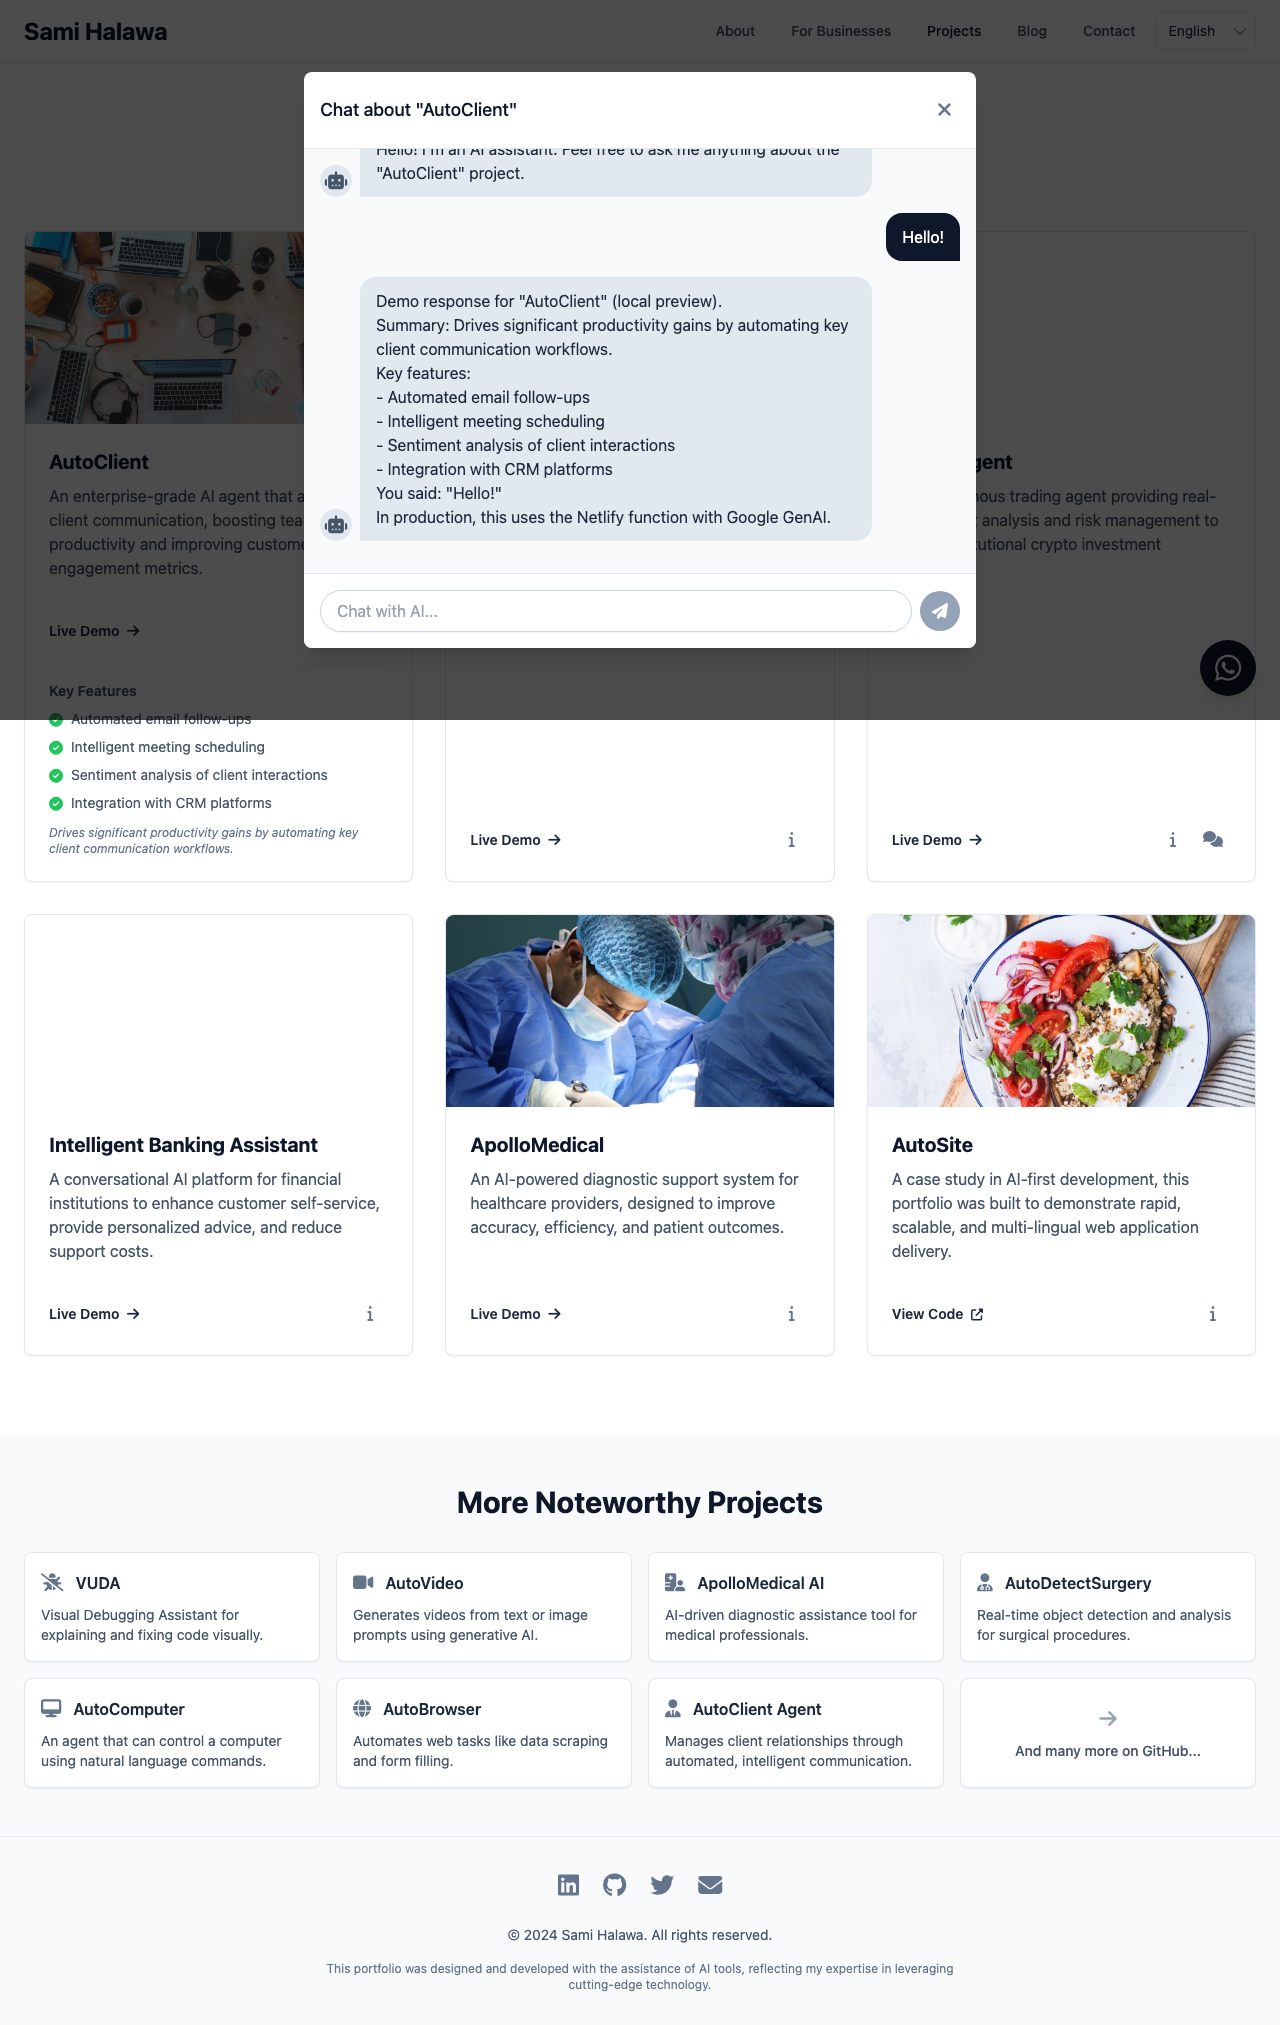 Sami Halawa
About
For Businesses
Projects
Blog
Contact
English
Chat about "AutoClient"
Hello! I'm an AI assistant. Feel free to ask me anything about the
"AutoClient" project.
Hello!
Demo response for "AutoClient" (local preview).
Summary: Drives significant productivity gains by automating key
client communication workflows.
Key features:
- Automated email follow-ups
- Intelligent meeting scheduling
- Sentiment analysis of client interactions
- Integration with CRM platforms
You said: "Hello!"
In production, this uses the Netlify function with Google GenAI.
Chat with AI...
AutoClient
An enterprise-grade AI agent that a
client communication, boosting tea
productivity and improving custome
engagement metrics.
Live Demo
Key Features
Automated email follow-ups
Intelligent meeting scheduling
Sentiment analysis of client interactions
Integration with CRM platforms
Drives significant productivity gains by automating key
client communication workflows.
Live Demo
gent
nous trading agent providing real-
t analysis and risk management to
tutional crypto investment
Live Demo
Intelligent Banking Assistant
A conversational AI platform for financial
institutions to enhance customer self-service,
provide personalized advice, and reduce
support costs.
Live Demo
ApolloMedical
An AI-powered diagnostic support system for
healthcare providers, designed to improve
accuracy, efficiency, and patient outcomes.
Live Demo
AutoSite
A case study in AI-first development, this
portfolio was built to demonstrate rapid,
scalable, and multi-lingual web application
delivery.
View Code
More Noteworthy Projects
VUDA
Visual Debugging Assistant for
explaining and fixing code visually.
AutoVideo
Generates videos from text or image
prompts using generative AI.
ApolloMedical AI
AI-driven diagnostic assistance tool for
medical professionals.
AutoDetectSurgery
Real-time object detection and analysis
for surgical procedures.
AutoComputer
An agent that can control a computer
using natural language commands.
AutoBrowser
Automates web tasks like data scraping
and form filling.
AutoClient Agent
Manages client relationships through
automated, intelligent communication.
And many more on GitHub...
© 2024 Sami Halawa. All rights reserved.
This portfolio was designed and developed with the assistance of AI tools, reflecting my expertise in leveraging
cutting-edge technology.